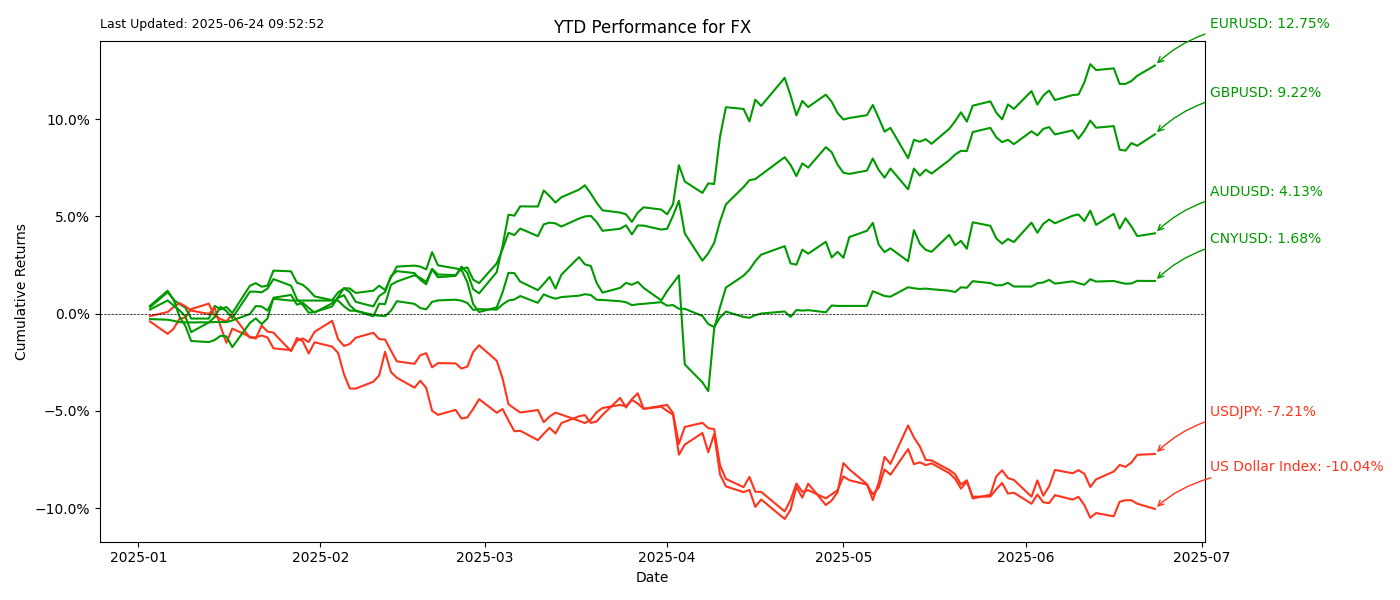 Last Updated: 2025-06-24 09:52:52
YTD Performance for FX
EURUSD: 12.75%
GBPUSD: 9.22%
AUDUSD: 4.13%
CNYUSD: 1.68%
USDJPY: -7.21%
US Dollar Index: -10.04%
Cumulative Returns
10.0%
5.0%
0.0%
−5.0%
−10.0%
2025-01 2025-02 2025-03 2025-04 2025-05 2025-06 2025-07
Date